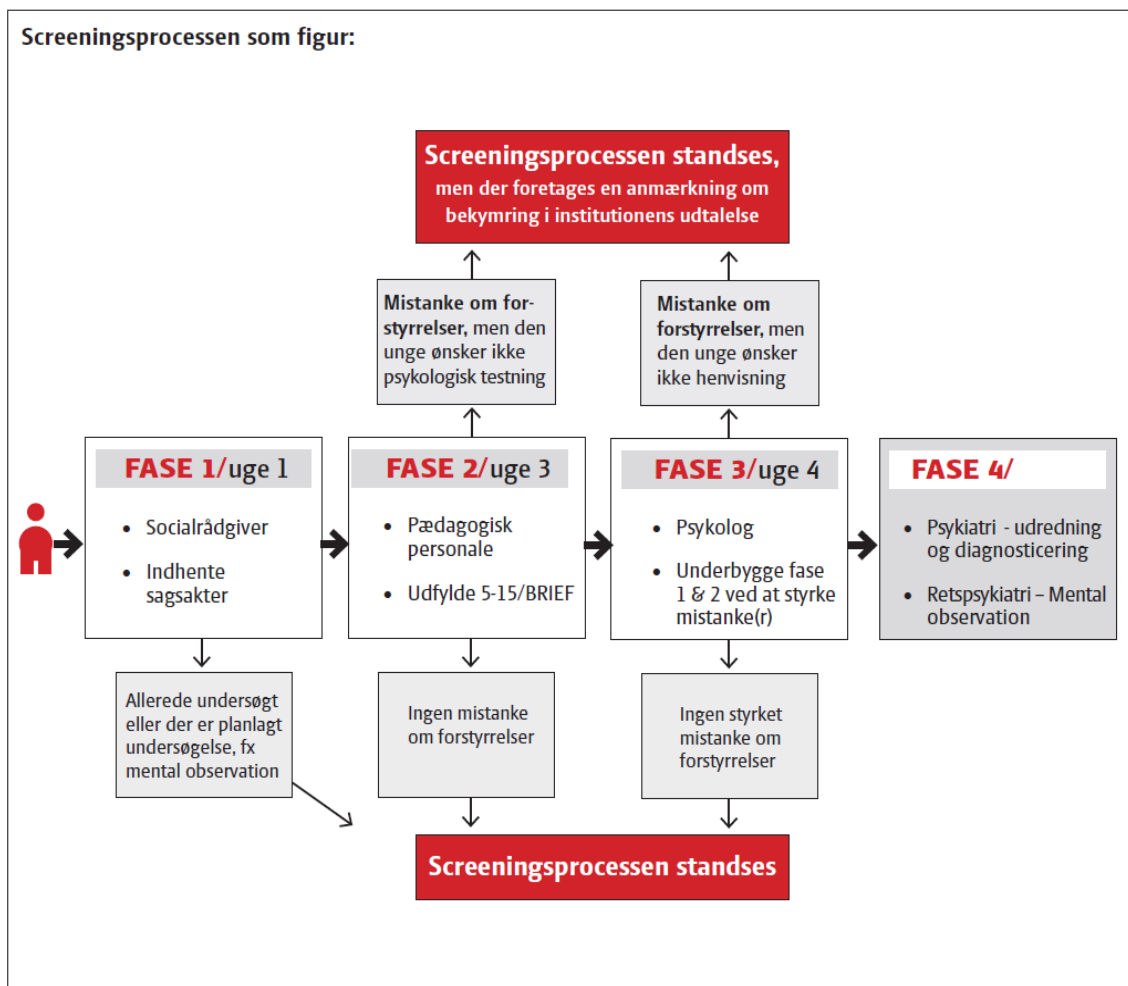 Screeningsprocessen som figur:
Screeningsprocessen standses,
men der foretages en anmærkning om
bekymring i institutionens udtalelse
Mistanke om for-
styrrelser, men den
unge ønsker ikke
psykologisk testning
Mistanke om
forstyrrelser, men
den unge ønsker
ikke henvisning
FASE 1/uge 1
• Socialrådgiver
• Indhente
sagsakter
FASE 2/uge 3
• Pædagogisk
personale
• Udfylde 5-15/BRIEF
FASE 3/uge 4
• Psykolog
• Underbygge fase
1 & 2 ved at styrke
mistanke(r)
FASE 4/
• Psykiatri - udredning
og diagnosticering
• Retspsykiatri – Mental
observation
Allerede undersøgt
eller der er planlagt
undersøgelse, fx
mental observation
Ingen mistanke
om forstyrrelser
Ingen styrket
mistanke om
forstyrrelser
Screeningsprocessen standses